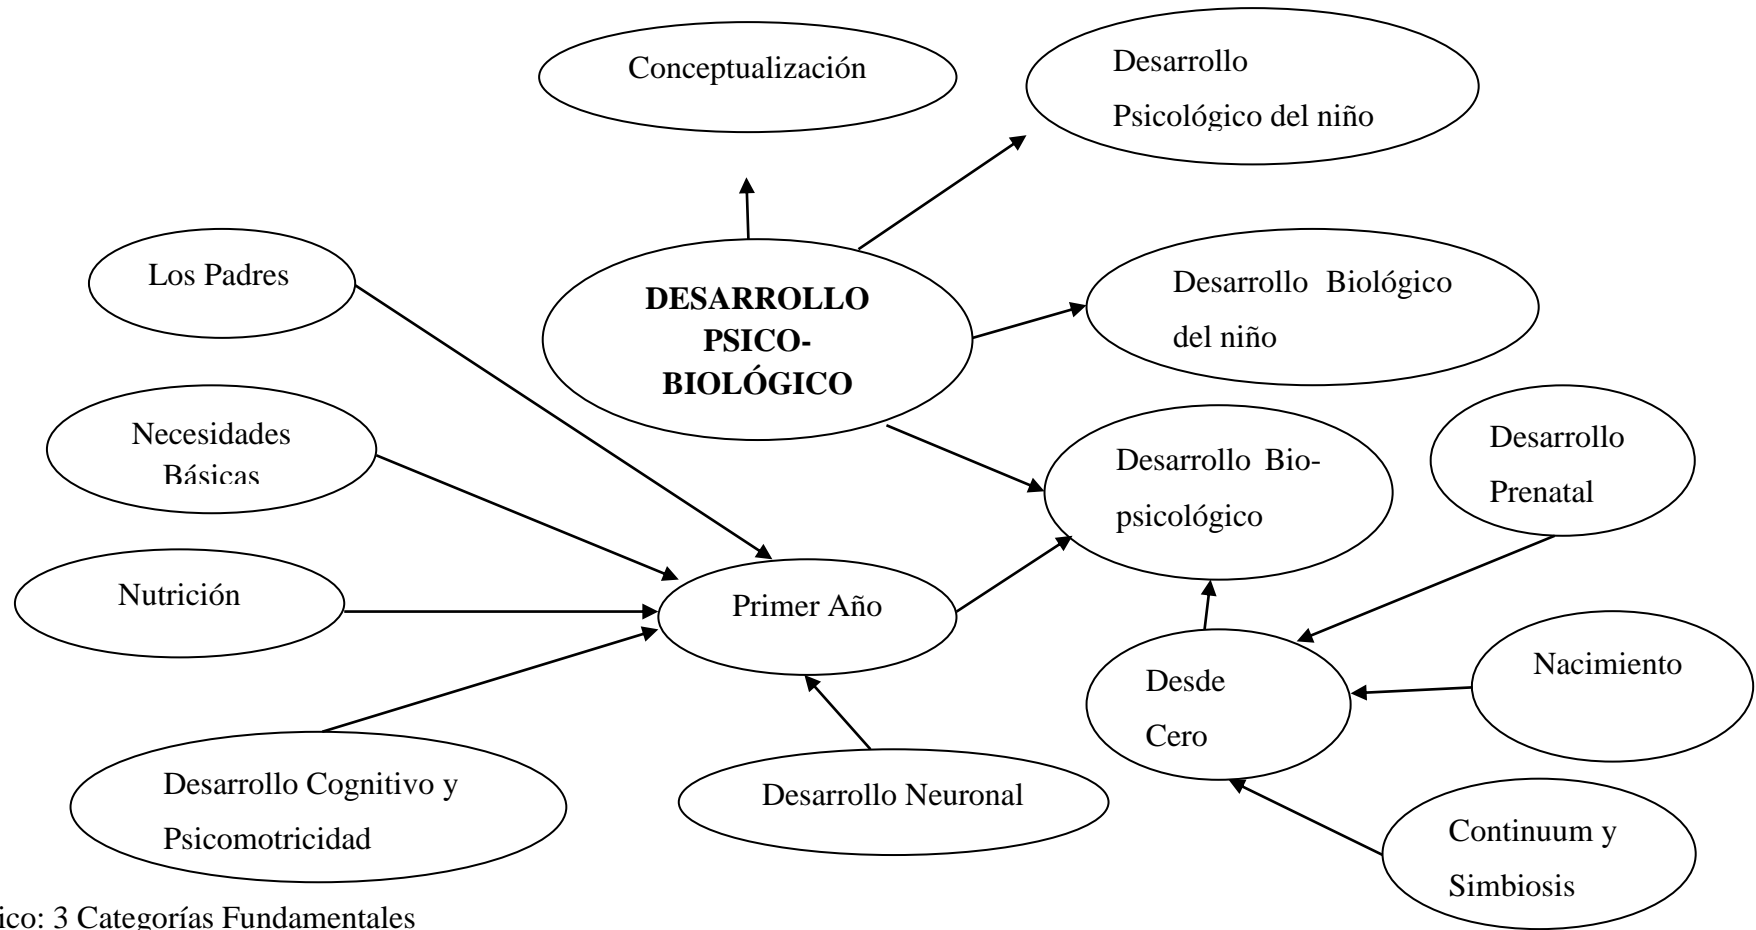 Conceptualización
Desarrollo
Psicológico del niño
Los Padres
DESARROLLO
PSICO-
BIOLÓGICO
Desarrollo Biológico
del niño
Necesidades
Básicas
Desarrollo Bio-
psicológico
Desarrollo
Prenatal
Nutrición
Primer Año
Desde
Cero
Nacimiento
Desarrollo Cognitivo y
Psicomotricidad
Desarrollo Neuronal
Continuum y
Simbiosis
ico: 3 Categorías Fundamentales